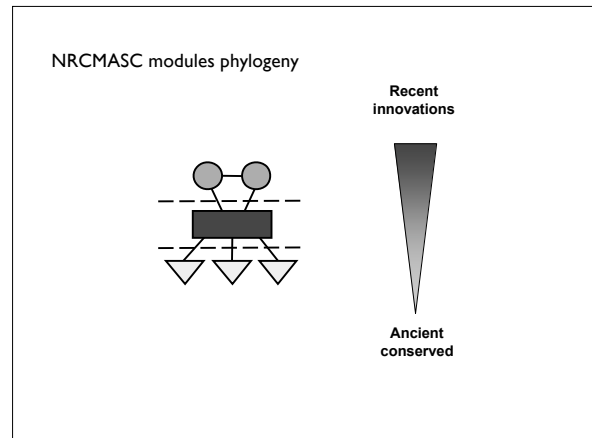 NRCMASC modules phylogeny
Recent
innovations
Ancient
conserved